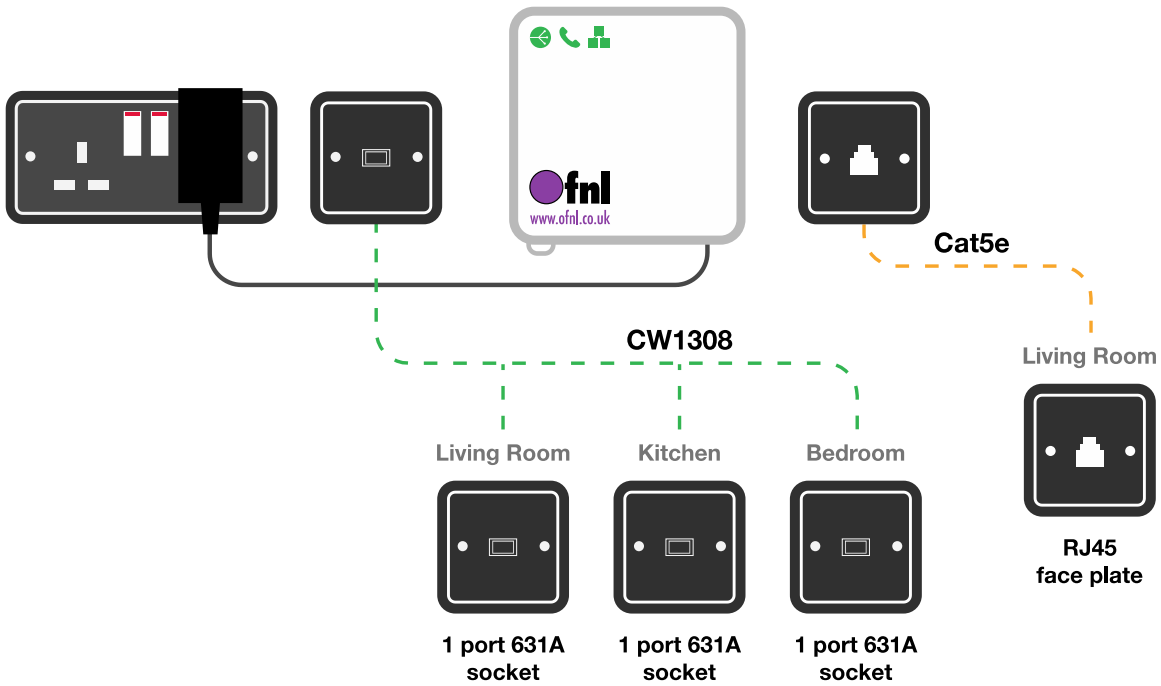 Ofnl
www.ofnl.co.uk
Cat5e
CW1308
Living Room
Living Room
Kitchen
Bedroom
RJ45
face plate
1 port 631A
socket
1 port 631A
socket
1 port 631A
socket